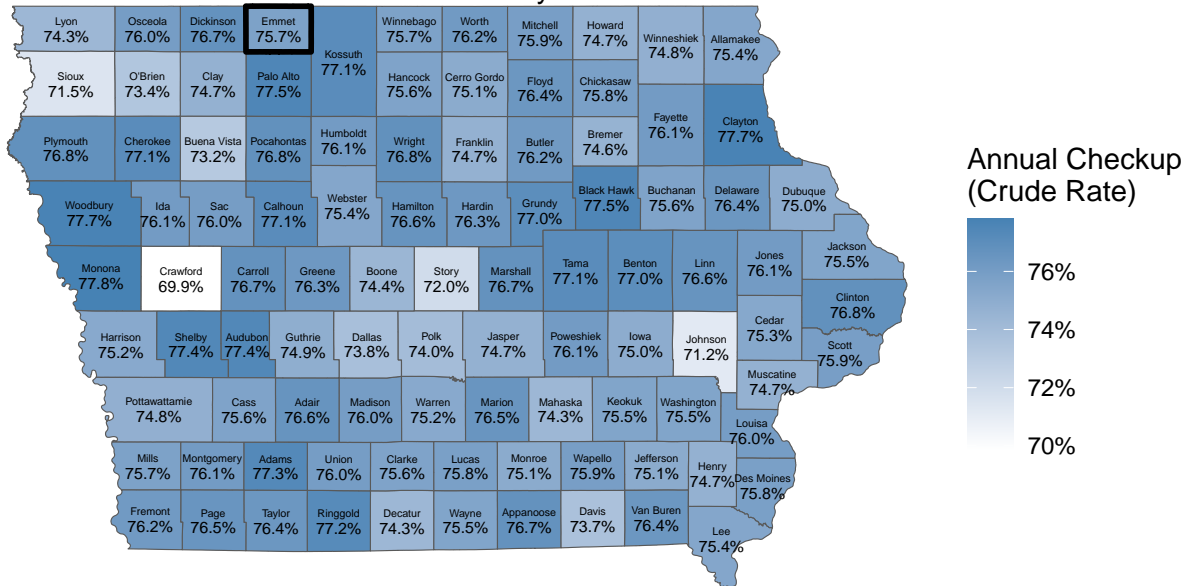 Lyon
74.3%
Osceola
76.0%
Dickinson
76.7%
Emmet
75.7%
Kossuth
77.1%
Winnebago
75.7%
Worth
76.2%
Mitchell
75.9%
Howard
74.7%
Winneshiek
74.8%
Allamakee
75.4%
Sioux
71.5%
O'Brien
73.4%
Clay
74.7%
Palo Alto
77.5%
Hancock
75.6%
Cerro Gordo
75.1%
Floyd
76.4%
Chickasaw
75.8%
Plymouth
76.8%
Cherokee
77.1%
Buena Vista
73.2%
Pocahontas
76.8%
Humboldt
76.1%
Wright
76.8%
Franklin
74.7%
Butler
76.2%
Bremer
74.6%
Fayette
76.1%
Clayton
77.7%
Woodbury
77.7%
Ida
76.1%
Sac
76.0%
Calhoun
77.1%
Webster
75.4%
Hamilton
76.6%
Hardin
76.3%
Grundy
77.0%
Black Hawk
77.5%
Buchanan
75.6%
Delaware
76.4%
Dubuque
75.0%
Monona
77.8%
Crawford
69.9%
Carroll
76.7%
Greene
76.3%
Boone
74.4%
Story
72.0%
Marshall
76.7%
Tama
77.1%
Benton
77.0%
Linn
76.6%
Jones
76.1%
Jackson
75.5%
Clinton
76.8%
Harrison
75.2%
Shelby
77.4%
Audubon
77.4%
Guthrie
74.9%
Dallas
73.8%
Polk
74.0%
Jasper
74.7%
Poweshiek
76.1%
Iowa
75.0%
Johnson
71.2%
Cedar
75.3%
Scott
75.9%
Muscatine
74.7%
Pottawattamie
74.8%
Cass
75.6%
Adair
76.6%
Madison
76.0%
Warren
75.2%
Marion
76.5%
Mahaska
74.3%
Keokuk
75.5%
Washington
75.5%
Louisa
76.0%
Mills
75.7%
Montgomery
76.1%
Adams
77.3%
Union
76.0%
Clarke
75.6%
Lucas
75.8%
Monroe
75.1%
Wapello
75.9%
Jefferson
75.1%
Henry
74.7%
Des Moines
75.8%
Fremont
76.2%
Page
76.5%
Taylor
76.4%
Ringgold
77.2%
Decatur
74.3%
Wayne
75.5%
Appanoose
76.7%
Davis
73.7%
Van Buren
76.4%
Lee
75.4%
Annual Checkup
(Crude Rate)
76%
74%
72%
70%